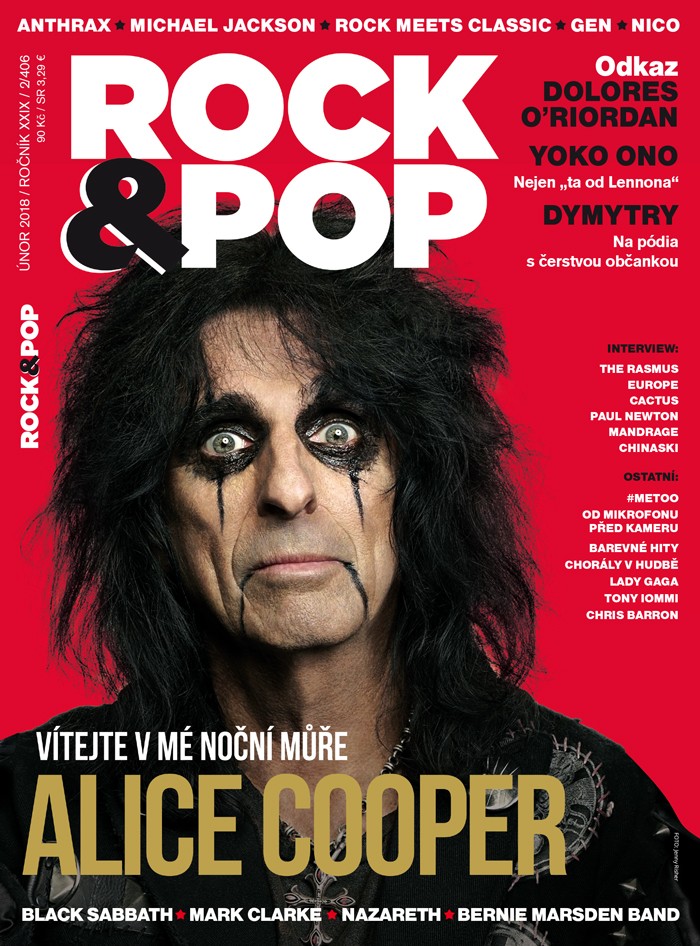 ANTHRAX ★ MICHAEL JACKSON ★ ROCK MEETS CLASSIC ★ GEN ★ NICO
ÚNOR 2018 / ROČNÍK XXIX / 2/406
90 Kč / SR 3,29 €
ROCK
&POP
Odkaz
DOLORES
O'RIORDAN
YOKO ONO
Nejen „ta od Lennona“
DYMYTRY
Na pódia
s čerstvou občankou
ROCK&POP
INTERVIEW:
THE RASMUS
EUROPE
CACTUS
PAUL NEWTON
MANDRAGE
CHINASKI
OSTATNÍ:
#METOO
OD MIKROFONU
PŘED KAMERU
BAREVNÉ HITY
CHORÁLY V HUDBĚ
LADY GAGA
TONY IOMMI
CHRIS BARRON
VÍTEJTE V MÉ NOČNÍ MŮŘE
ALICE COOPER
FOTO: Jenny Risher
BLACK SABBATH ★ MARK CLARKE ★ NAZARETH ★ BERNIE MARSDEN BAND